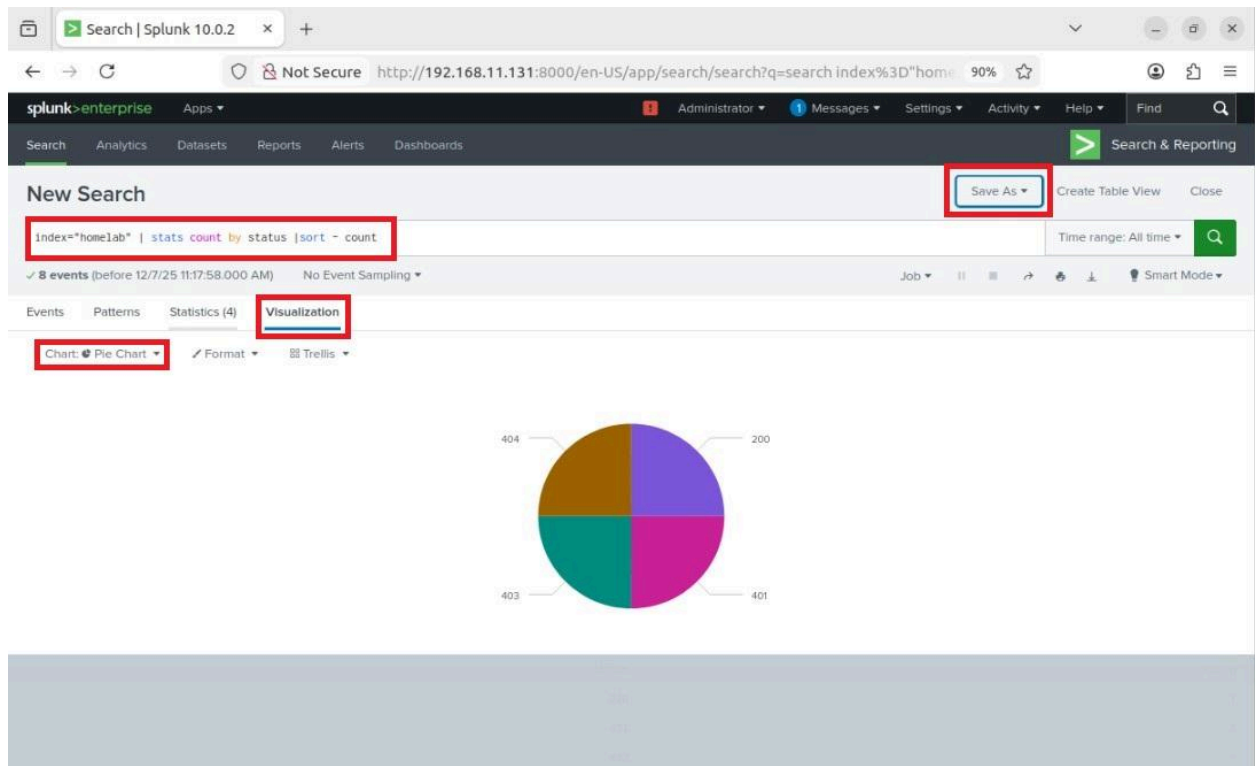 Search | Splunk 10.0.2 × +
Not Secure http://192.168.11.131:8000/en-US/app/search/search?q=search index%3D"home 90%
splunk>enterprise Apps ▾ ! Administrator ▾ 1 Messages ▾ Settings ▾ Activity ▾ Help ▾ Find
Search Analytics Datasets Reports Alerts Dashboards > Search & Reporting
New Search Save As ▾ Create Table View Close
index="homelab" | stats count by status |sort - count Time range: All time ▾
✓ 8 events (before 12/7/25 11:17:58.000 AM) No Event Sampling ▾ Job ▾ Smart Mode ▾
Events Patterns Statistics (4) Visualization
Chart: Pie Chart ▾ Format ▾ Trellis ▾
404 200
403 401